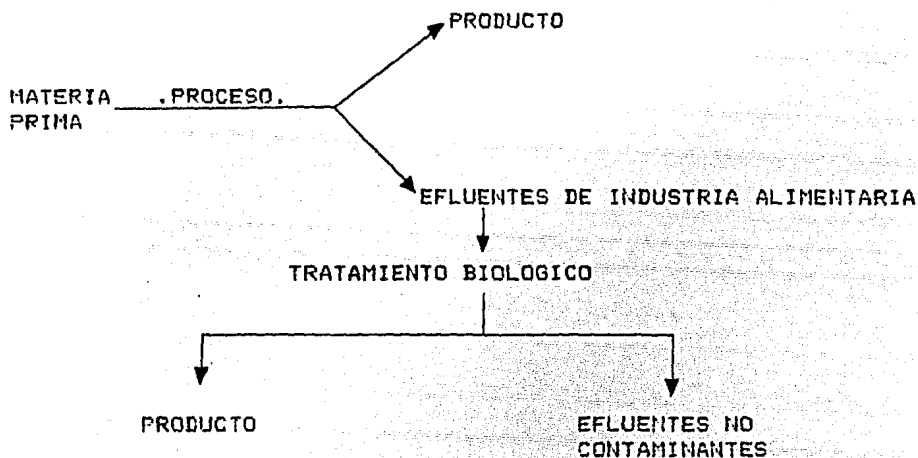 PRODUCTO
MATERIA .PROCESO.
PRIMA
EFLUENTES DE INDUSTRIA ALIMENTARIA
TRATAMIENTO BIOLOGICO
PRODUCTO
EFLUENTES NO
CONTAMINANTES